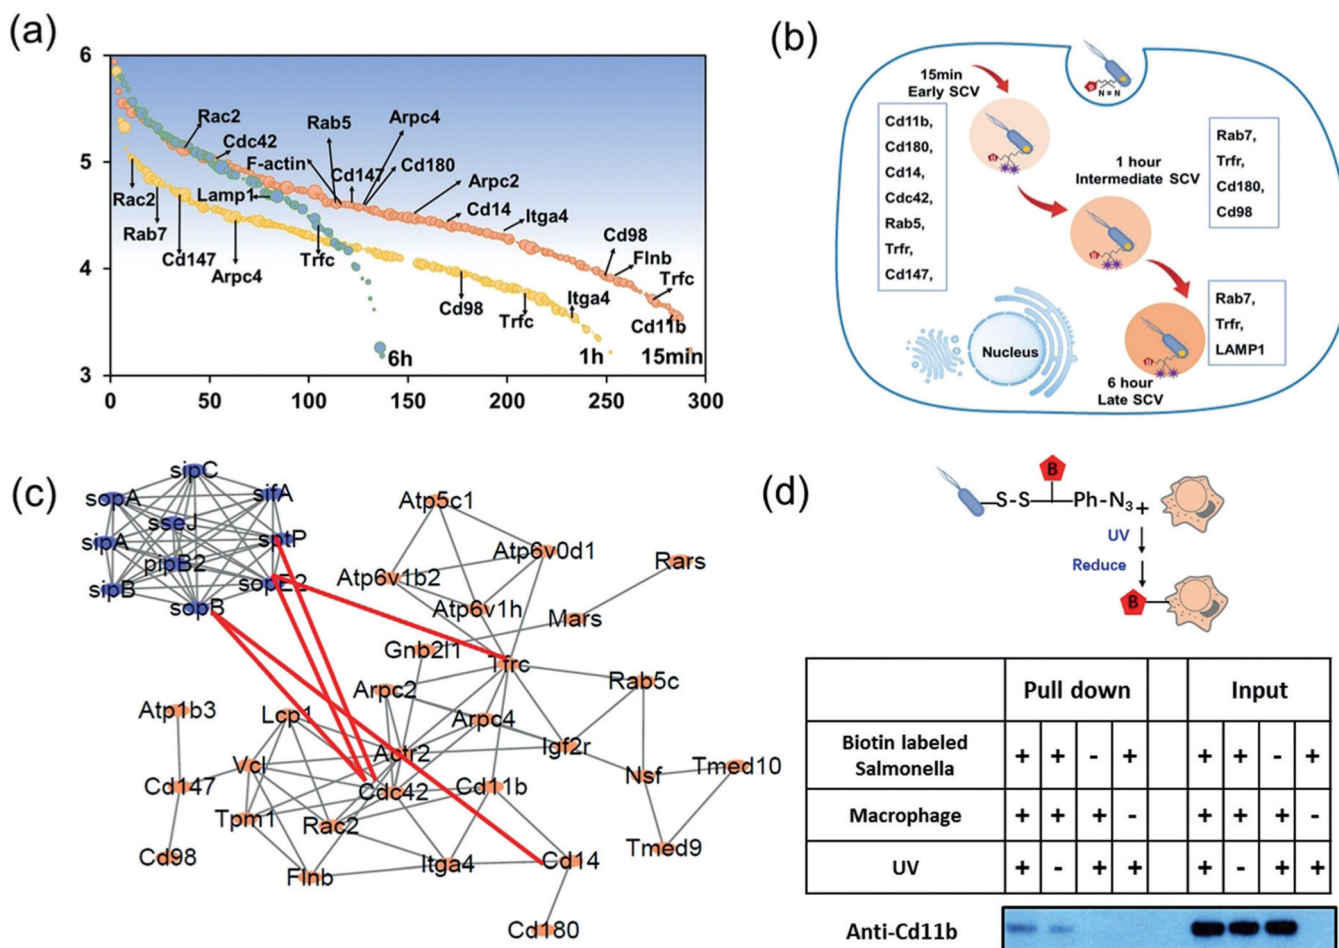 (a)
6
5
4
3
0
50
100
150
200
250
300
Rac2
Cdc42
F-actin
Rab5
Arpc4
Cd147
Cd180
Arpc2
Cd14
Itga4
Cd98
Flnb
Trfc
Cd11b
Lamp1
Trfc
Rac2
Rab7
Cd147
Arpc4
Cd98
Trfc
Itga4
6h
1h
15min
(b)
15min
Early SCV
B
N=N
Cd11b,
Cd180,
Cd14,
Cdc42,
Rab5,
Trfr,
Cd147,
1 hour
Intermediate SCV
Rab7,
Trfr,
Cd180,
Cd98
Rab7,
Trfr,
LAMP1
Nucleus
6 hour
Late SCV
(c)
sipC
sopA
sifA
sseJ
sipA
sptP
pipB2
sipB
sopE2
sopB
Atp5c1
Atp6v0d1
Atp6v1b2
Atp6v1h
Rars
Mars
Gnb2l1
Tfrc
Arpc2
Rab5c
Atp1b3
Lcp1
Arpc4
Actr2
Igf2r
Vcl
Cd147
Cdc42
Cd11b
Nsf
Tmed10
Tpm1
Rac2
Cd98
Flnb
Itga4
Cd14
Tmed9
Cd180
(d)
B
S-S
Ph-N3
+
UV
Reduce
B
Pull down Input
Biotin labeled
Salmonella + + - + + + - +
Macrophage + + + - + + + -
UV + - + + + - + +
Anti-Cd11b